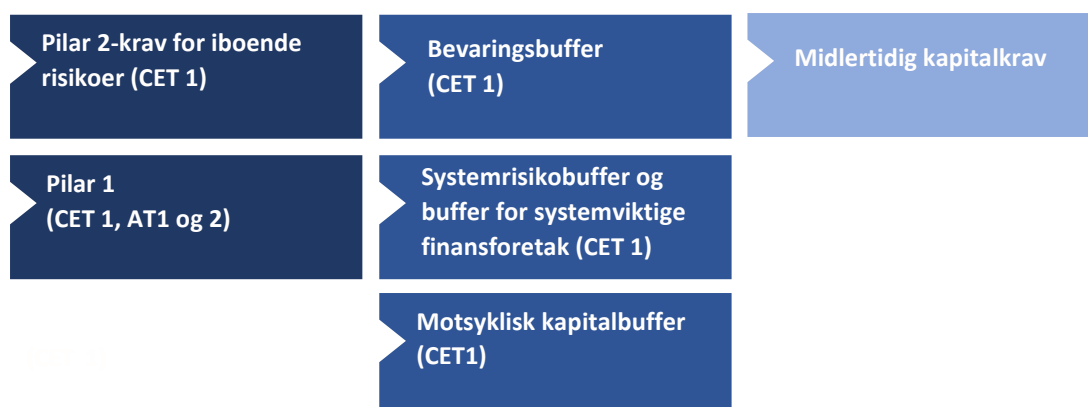 Pilar 2-krav for iboende
risikoer (CET 1)
Bevaringsbuffer
(CET 1)
Midlertidig kapitalkrav
Pilar 1
(CET 1, AT1 og 2)
Systemrisikobuffer og
buffer for systemviktige
finansforetak (CET 1)
Motsyklisk kapitalbuffer
(CET1)